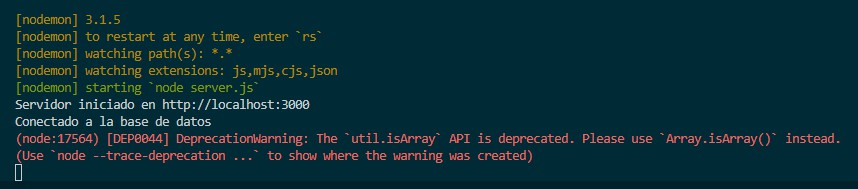 [nodemon] 3.1.5
[nodemon] to restart at any time, enter `rs`
[nodemon] watching path(s): *.*
[nodemon] watching extensions: js,mjs,cjs,json
[nodemon] starting `node server.js`
Servidor iniciado en http://localhost:3000
Conectado a la base de datos
(node:17564) [DEP0044] DeprecationWarning: The `util.isArray` API is deprecated. Please use `Array.isArray()` instead.
(Use `node --trace-deprecation ...` to show where the warning was created)